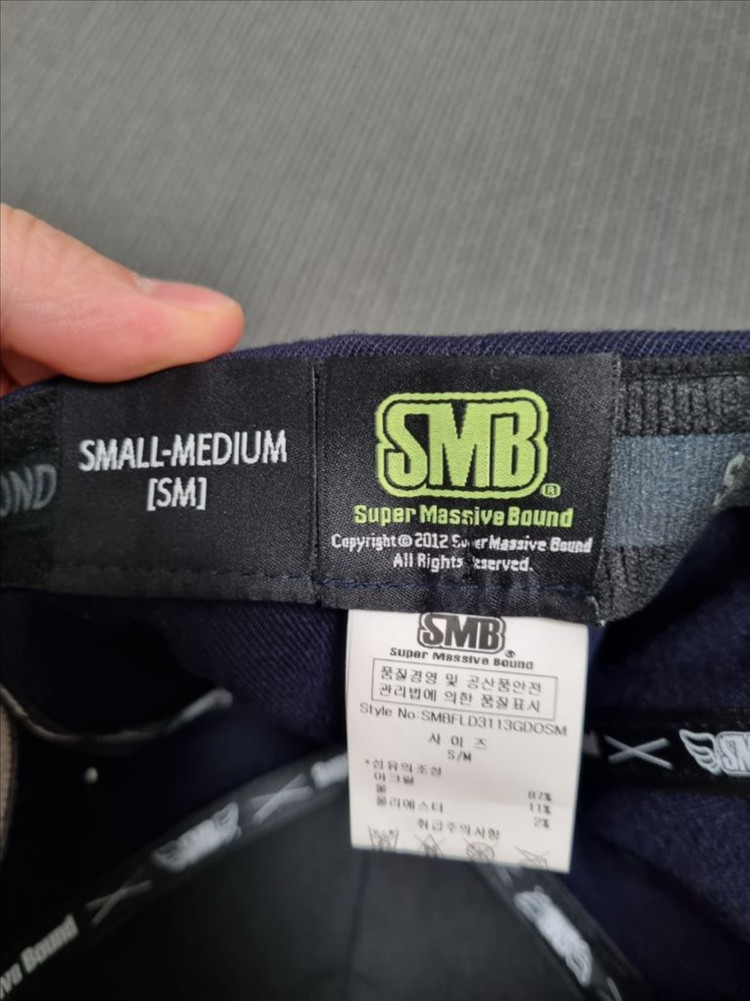 SMALL-MEDIUM
[SM]
SMB
®
Super Massive Bound
Copyright © 2012 Super Massive Bound
All Rights Reserved.
SMB
®
Super Massive Bound
품질경영 및 공산품안전
관리법에 의한 품질표시
Style No:SMBFLD3113GDOSM
사 이 즈
S/M
*섬유의조성
아크릴
울 87%
폴리에스터 11%
2%
취급주의사항
Bound